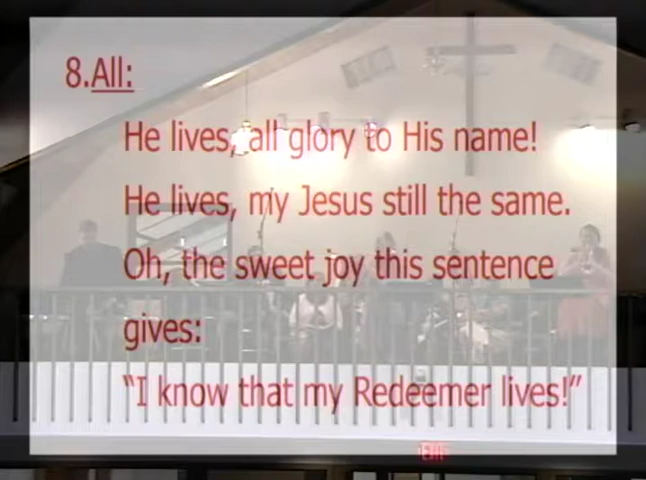 8.All:
He lives, all glory to His name!
He lives, my Jesus still the same.
Oh, the sweet joy this sentence
gives:
“I know that my Redeemer lives!”
EXIT